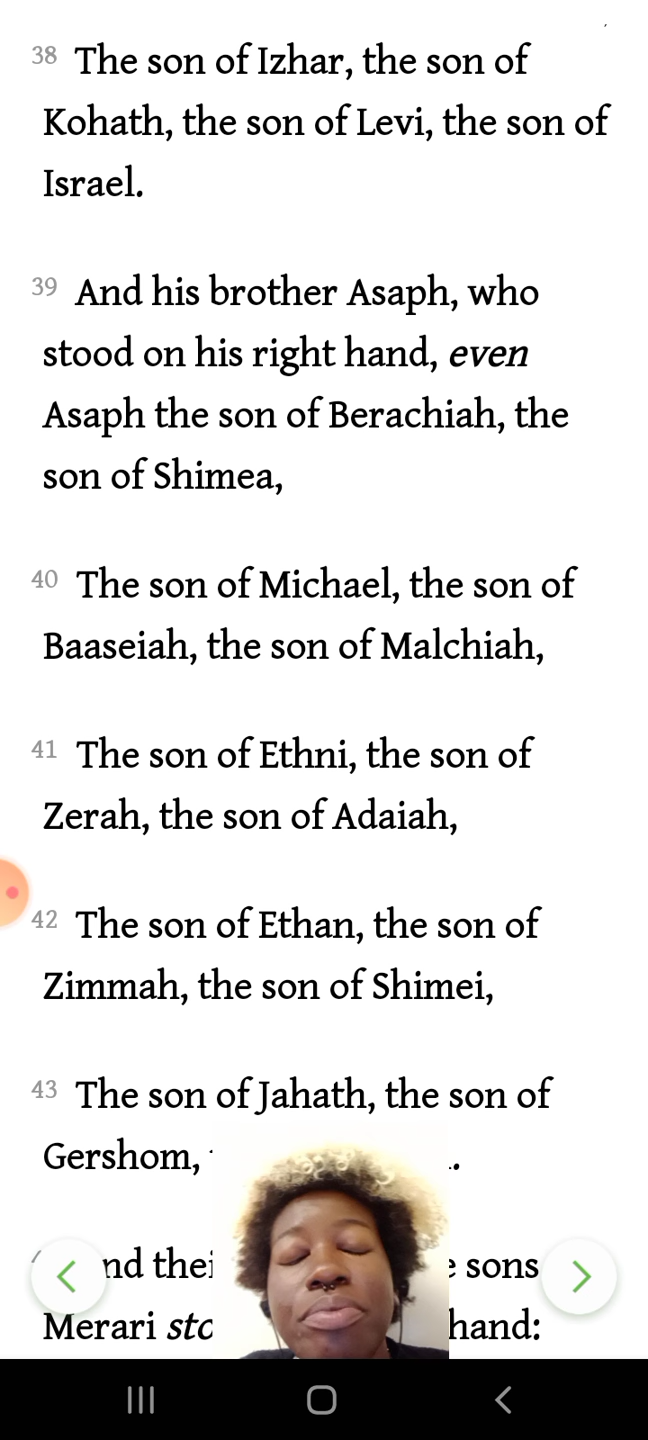 38 The son of Izhar, the son of
Kohath, the son of Levi, the son of
Israel.
39 And his brother Asaph, who
stood on his right hand, even
Asaph the son of Berachiah, the
son of Shimea,
40 The son of Michael, the son of
Baaseiah, the son of Malchiah,
41 The son of Ethni, the son of
Zerah, the son of Adaiah,
42 The son of Ethan, the son of
Zimmah, the son of Shimei,
43 The son of Jahath, the son of
Gershom,
sons
Merari hand: